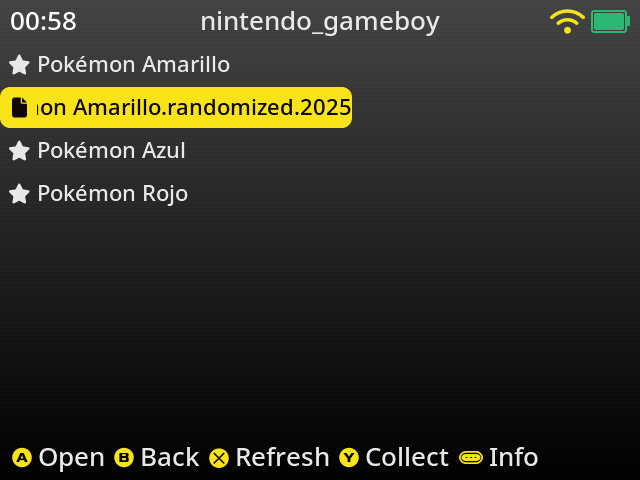 00:58 nintendo_gameboy
Pokémon Amarillo
on Amarillo.randomized.2025
Pokémon Azul
Pokémon Rojo
A Open B Back X Refresh Y Collect Info